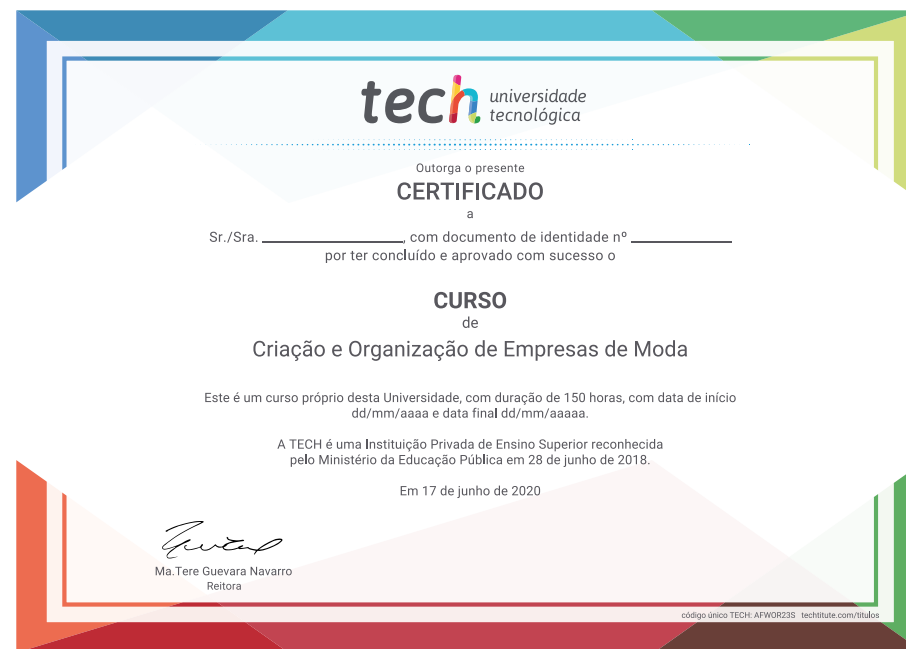 tech universidade
tecnológica
Outorga o presente
CERTIFICADO
a
Sr./Sra. ____________, com documento de identidade nº _________
por ter concluído e aprovado com sucesso o
CURSO
de
Criação e Organização de Empresas de Moda
Este é um curso próprio desta Universidade, com duração de 150 horas, com data de início
dd/mm/aaaa e data final dd/mm/aaaaa.
A TECH é uma Instituição Privada de Ensino Superior reconhecida
pelo Ministério da Educação Pública em 28 de junho de 2018.
Em 17 de junho de 2020
Ma.Tere Guevara Navarro
Reitora
código único TECH: AFWOR23S techtitute.com/titulos